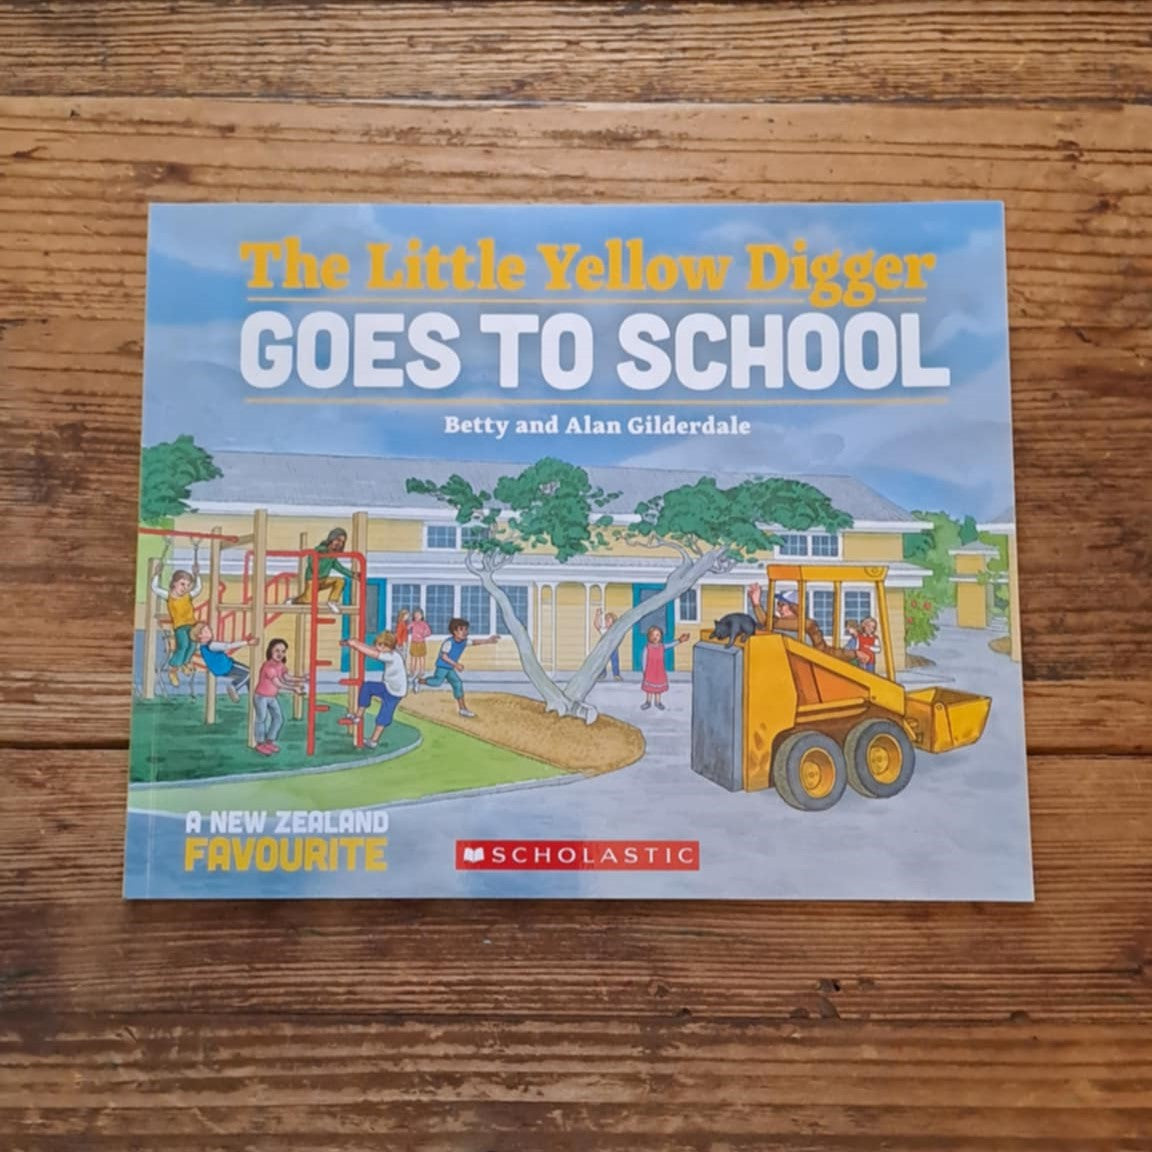 The Little Yellow Digger
GOES TO SCHOOL
Betty and Alan Gilderdale
A NEW ZEALAND
FAVOURITE
SCHOLASTIC